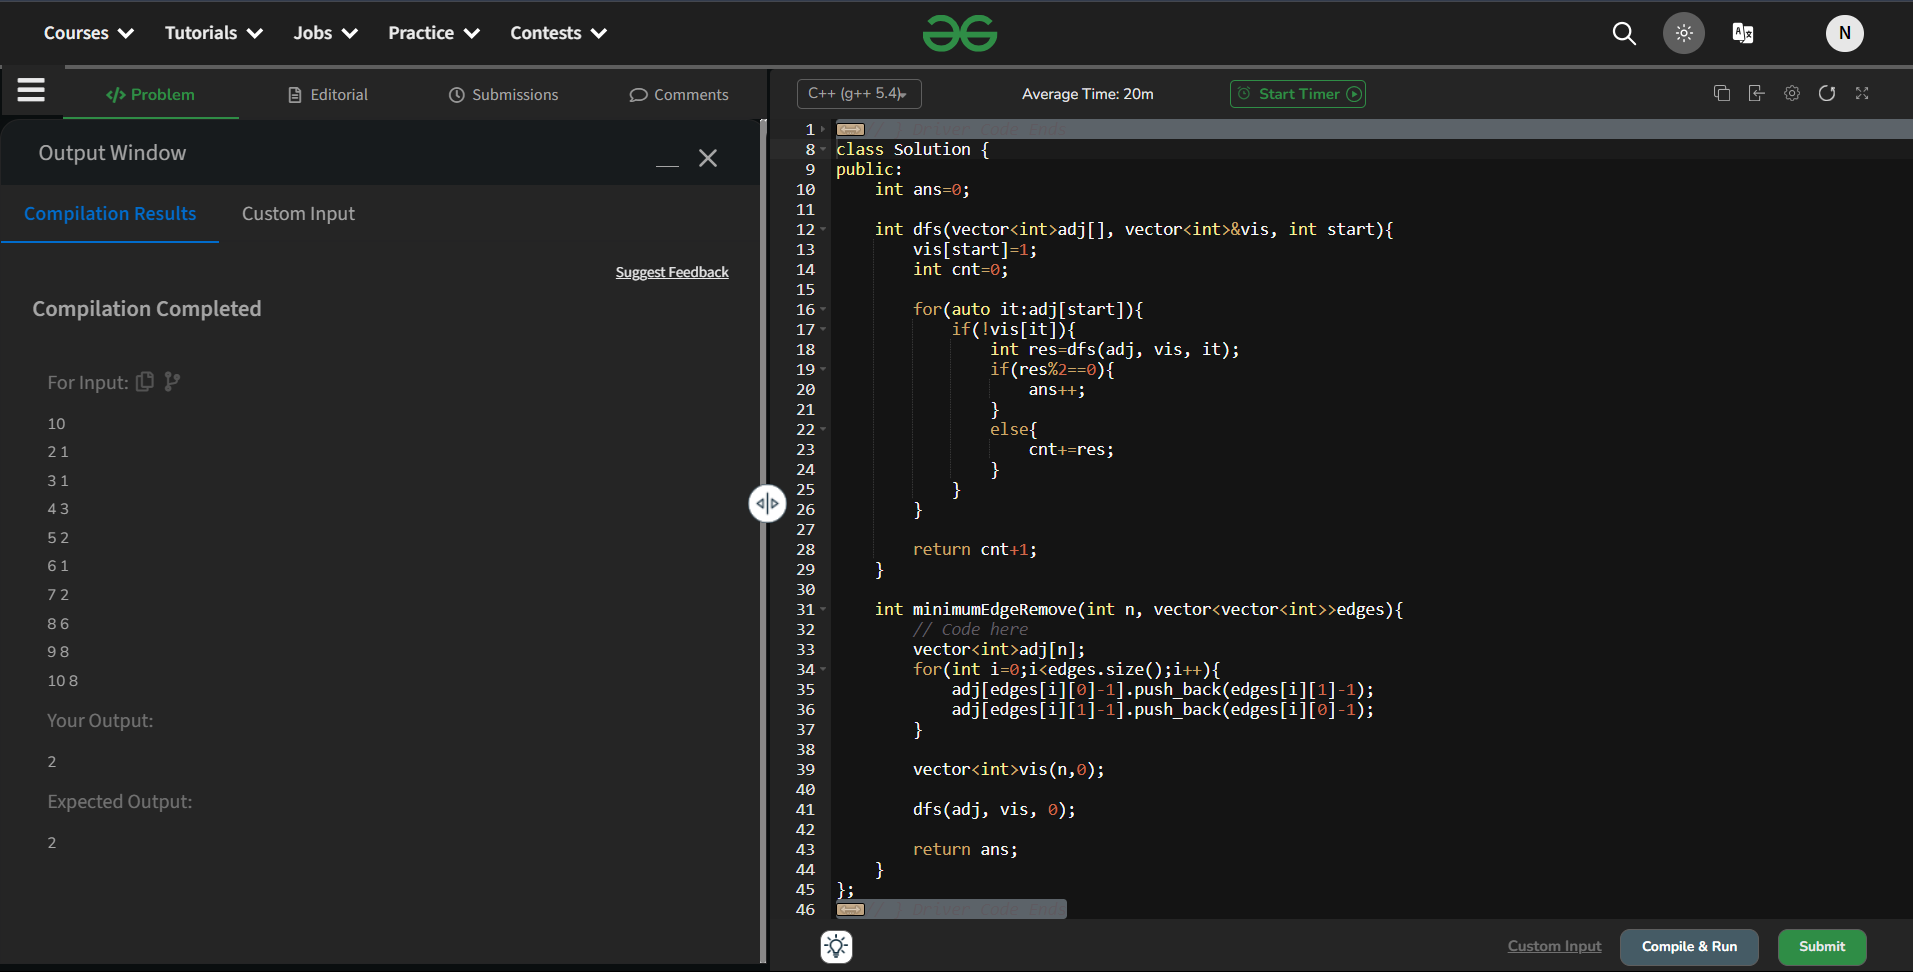 Courses Tutorials Jobs Practice Contests N
Problem Editorial Submissions Comments
Output Window
Compilation Results Custom Input
Suggest Feedback
Compilation Completed
For Input:
10
2 1
3 1
4 3
5 2
6 1
7 2
8 6
9 8
10 8
Your Output:
2
Expected Output:
2
C++ (g++ 5.4) Average Time: 20m Start Timer
1 // } Driver Code Ends
8 class Solution {
9 public:
10     int ans=0;
11
12     int dfs(vector<int>adj[], vector<int>&vis, int start){
13         vis[start]=1;
14         int cnt=0;
15
16         for(auto it:adj[start]){
17             if(!vis[it]){
18                 int res=dfs(adj, vis, it);
19                 if(res%2==0){
20                     ans++;
21                 }
22                 else{
23                     cnt+=res;
24                 }
25             }
26         }
27
28         return cnt+1;
29     }
30
31     int minimumEdgeRemove(int n, vector<vector<int>>edges){
32         // Code here
33         vector<int>adj[n];
34         for(int i=0;i<edges.size();i++){
35             adj[edges[i][0]-1].push_back(edges[i][1]-1);
36             adj[edges[i][1]-1].push_back(edges[i][0]-1);
37         }
38
39         vector<int>vis(n,0);
40
41         dfs(adj, vis, 0);
42
43         return ans;
44     }
45 };
46 // } Driver Code Ends
Custom Input Compile & Run Submit